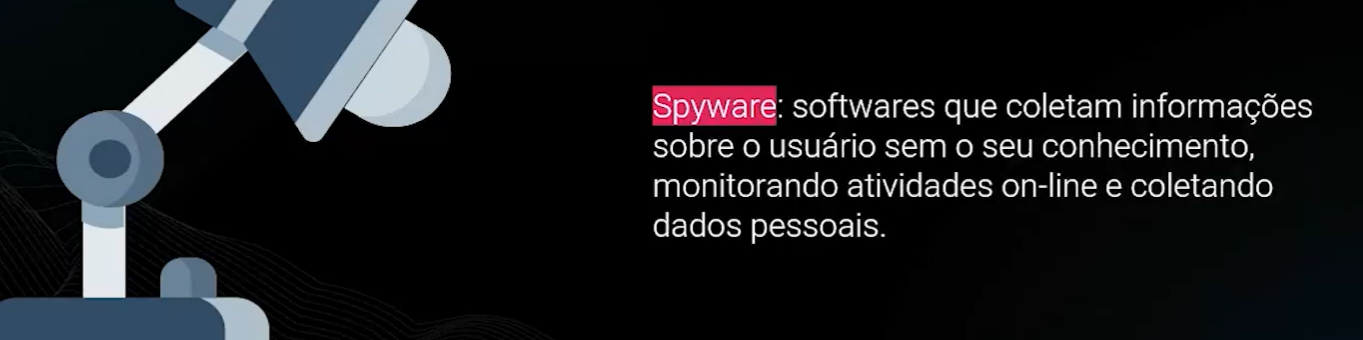 Spyware: softwares que coletam informações
sobre o usuário sem o seu conhecimento,
monitorando atividades on-line e coletando
dados pessoais.